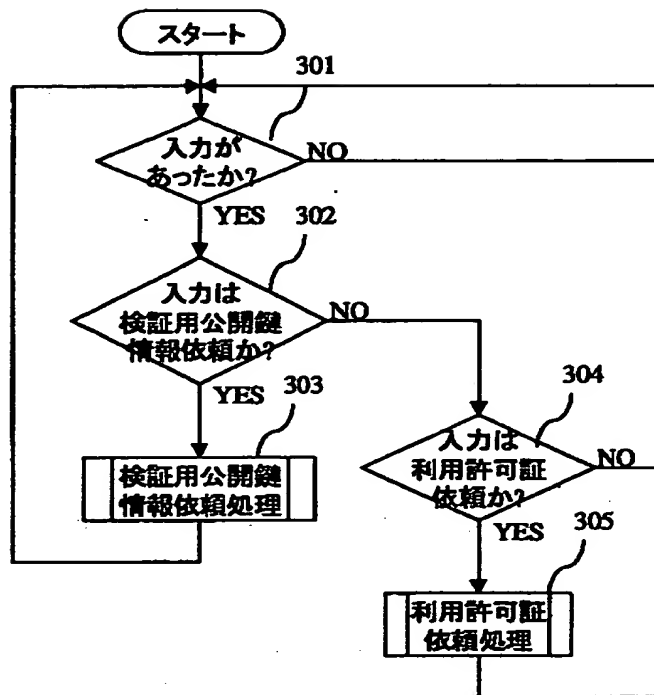 スタート
301
入力が
あったか?
NO
YES
302
入力は
検証用公開鍵
情報依頼か?
NO
YES
303
検証用公開鍵
情報依頼処理
304
入力は
利用許可証
依頼か?
NO
YES
305
利用許可証
依頼処理